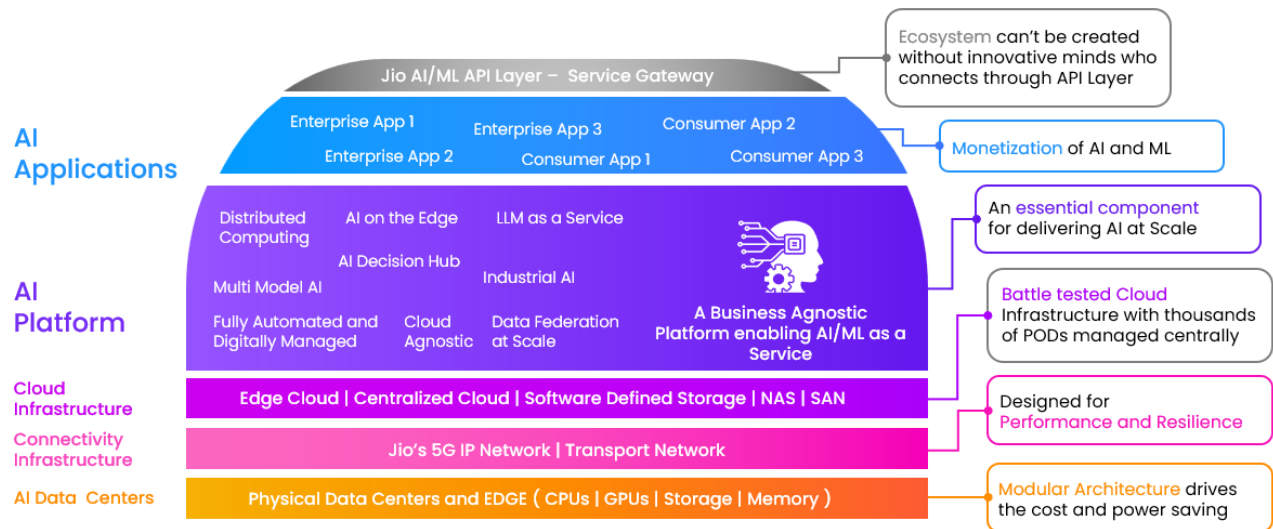 Jio AI/ML API Layer – Service Gateway
Ecosystem can't be created
without innovative minds who
connects through API Layer
AI
Applications
Enterprise App 1
Enterprise App 3
Consumer App 2
Enterprise App 2
Consumer App 1
Consumer App 3
Monetization of AI and ML
AI
Platform
Distributed
Computing
AI on the Edge
LLM as a Service
AI Decision Hub
Industrial AI
Multi Model AI
Fully Automated and
Digitally Managed
Cloud
Agnostic
Data Federation
at Scale
A Business Agnostic
Platform enabling AI/ML as a
Service
An essential component
for delivering AI at Scale
Cloud
Infrastructure
Edge Cloud | Centralized Cloud | Software Defined Storage | NAS | SAN
Battle tested Cloud
Infrastructure with thousands
of PODs managed centrally
Connectivity
Infrastructure
Jio's 5G IP Network | Transport Network
Designed for
Performance and Resilience
AI Data Centers
Physical Data Centers and EDGE ( CPUs | GPUs | Storage | Memory )
Modular Architecture drives
the cost and power saving